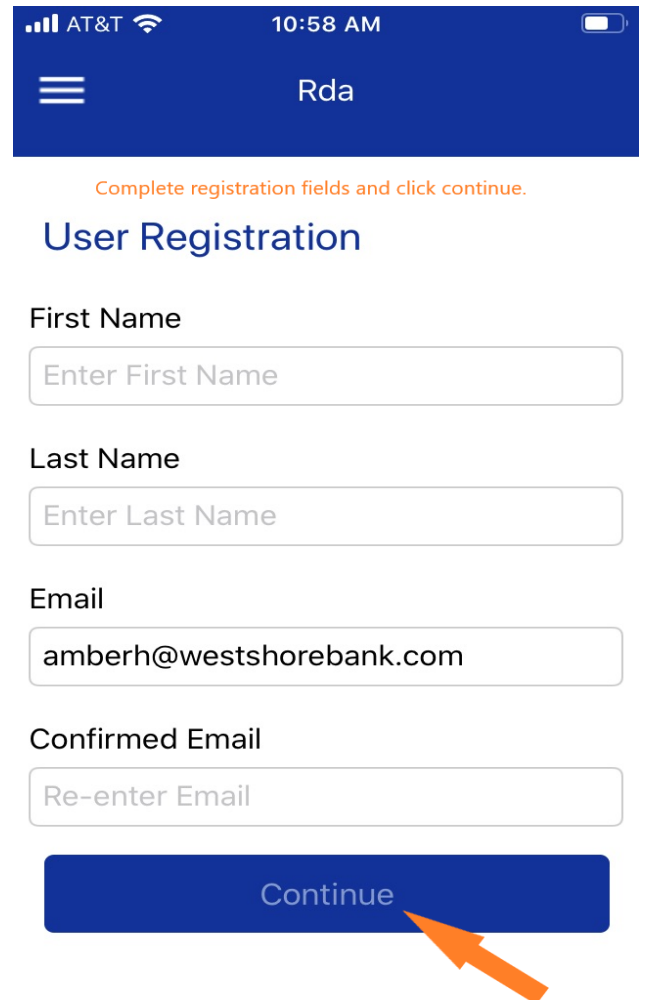 AT&T 10:58 AM
Rda
Complete registration fields and click continue.
User Registration
First Name
Enter First Name
Last Name
Enter Last Name
Email
amberh@westshorebank.com
Confirmed Email
Re-enter Email
Continue